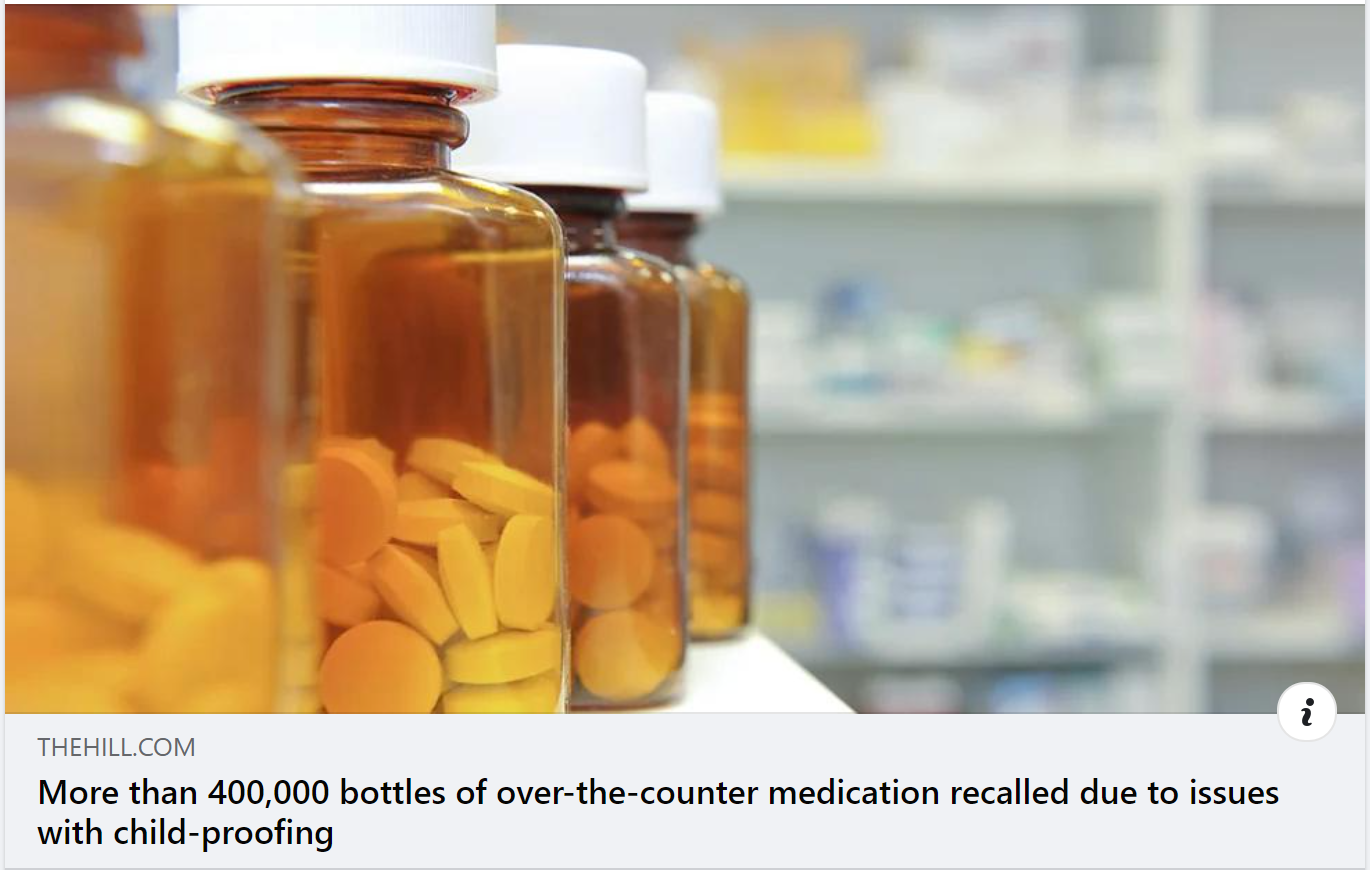 THEHILL.COM
More than 400,000 bottles of over-the-counter medication recalled due to issues
with child-proofing